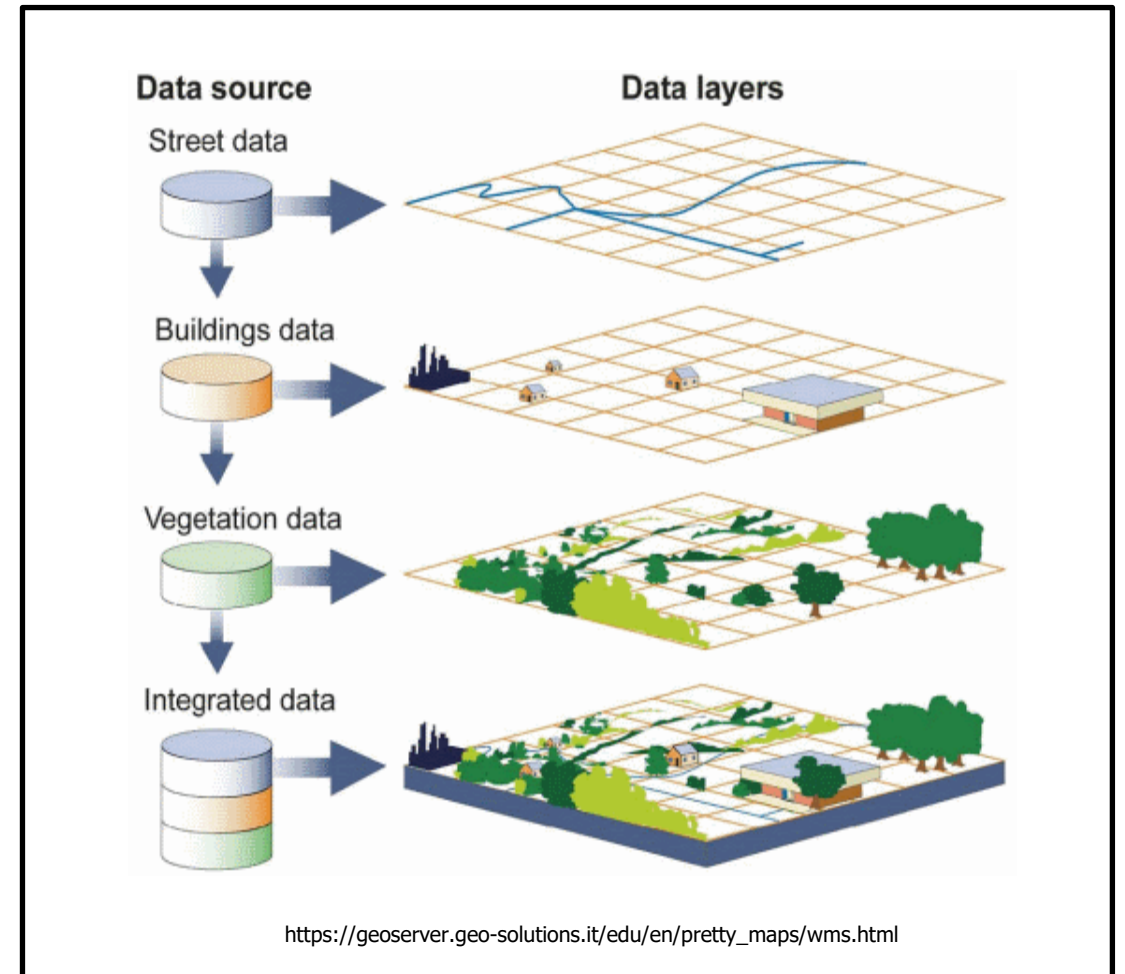 Data source
Data layers
Street data
Buildings data
Vegetation data
Integrated data
https://geoserver.geo-solutions.it/edu/en/pretty_maps/wms.html